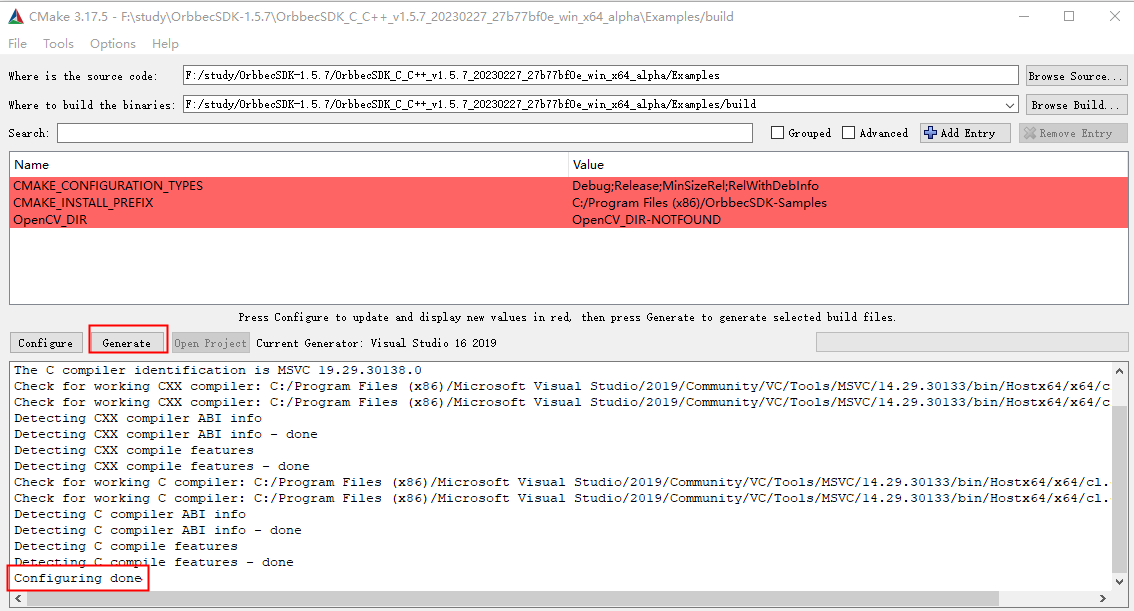 CMake 3.17.5 - F:\study\OrbbecSDK-1.5.7\OrbbecSDK_C_C++_v1.5.7_20230227_27b77bf0e_win_x64_alpha\Examples\build
File Tools Options Help
Where is the source code: F:/study/OrbbecSDK-1.5.7/OrbbecSDK_C_C++_v1.5.7_20230227_27b77bf0e_win_x64_alpha/Examples Browse Source...
Where to build the binaries: F:/study/OrbbecSDK-1.5.7/OrbbecSDK_C_C++_v1.5.7_20230227_27b77bf0e_win_x64_alpha/Examples/build Browse Build...
Search: Grouped Advanced Add Entry Remove Entry
Name Value
CMAKE_CONFIGURATION_TYPES Debug;Release;MinSizeRel;RelWithDebInfo
CMAKE_INSTALL_PREFIX C:/Program Files (x86)/OrbbecSDK-Samples
OpenCV_DIR OpenCV_DIR-NOTFOUND
Press Configure to update and display new values in red, then press Generate to generate selected build files.
Configure Generate Open Project Current Generator: Visual Studio 16 2019
The C compiler identification is MSVC 19.29.30138.0
Check for working CXX compiler: C:/Program Files (x86)/Microsoft Visual Studio/2019/Community/VC/Tools/MSVC/14.29.30133/bin/Hostx64/x64/c
Check for working CXX compiler: C:/Program Files (x86)/Microsoft Visual Studio/2019/Community/VC/Tools/MSVC/14.29.30133/bin/Hostx64/x64/c
Detecting CXX compiler ABI info
Detecting CXX compiler ABI info - done
Detecting CXX compile features
Detecting CXX compile features - done
Check for working C compiler: C:/Program Files (x86)/Microsoft Visual Studio/2019/Community/VC/Tools/MSVC/14.29.30133/bin/Hostx64/x64/cl.
Check for working C compiler: C:/Program Files (x86)/Microsoft Visual Studio/2019/Community/VC/Tools/MSVC/14.29.30133/bin/Hostx64/x64/cl.
Detecting C compiler ABI info
Detecting C compiler ABI info - done
Detecting C compile features
Detecting C compile features - done
Configuring done